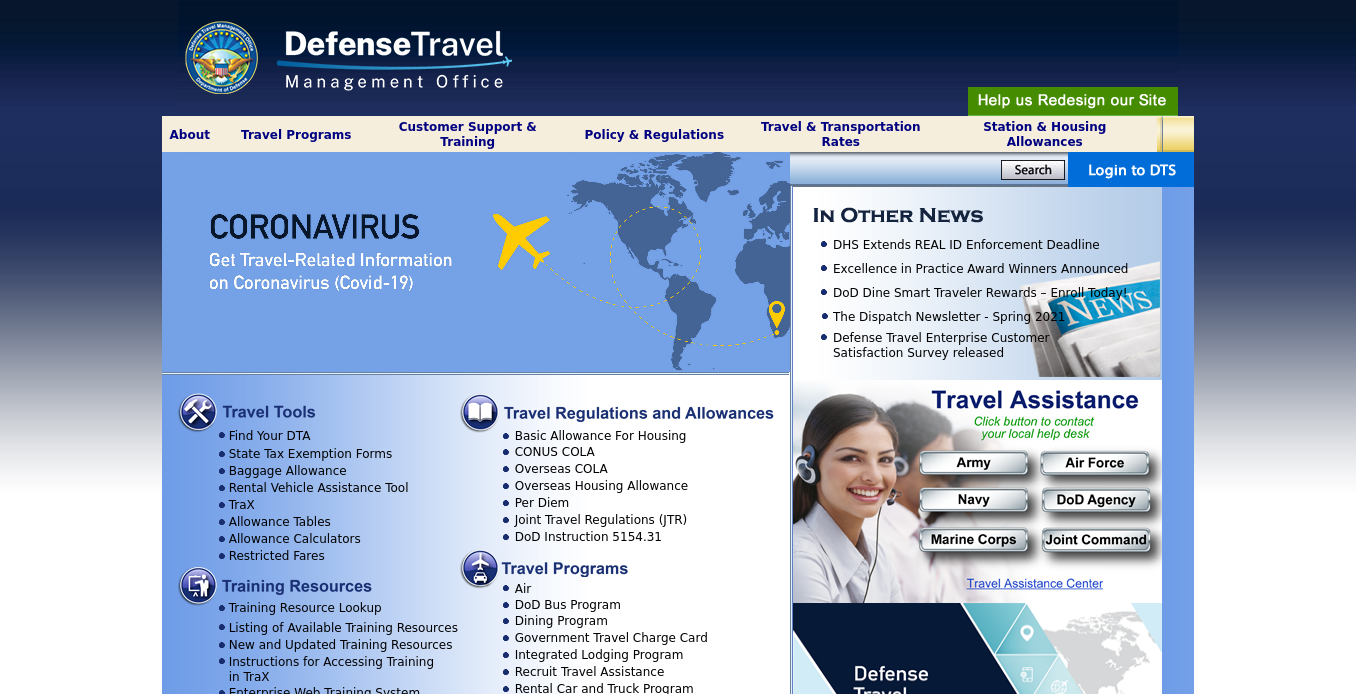 DefenseTravel
Management Office
Help us Redesign our Site
About
Travel Programs
Customer Support &
Training
Policy & Regulations
Travel & Transportation
Rates
Station & Housing
Allowances
Search
Login to DTS
CORONAVIRUS
Get Travel-Related Information
on Coronavirus (Covid-19)
IN OTHER NEWS
DHS Extends REAL ID Enforcement Deadline
Excellence in Practice Award Winners Announced
DoD Dine Smart Traveler Rewards – Enroll Today!
The Dispatch Newsletter - Spring 2021
Defense Travel Enterprise Customer
Satisfaction Survey released
NEWS
Travel Tools
Find Your DTA
State Tax Exemption Forms
Baggage Allowance
Rental Vehicle Assistance Tool
TraX
Allowance Tables
Allowance Calculators
Restricted Fares
Training Resources
Training Resource Lookup
Listing of Available Training Resources
New and Updated Training Resources
Instructions for Accessing Training
in TraX
Enterprise Web Training System
Travel Regulations and Allowances
Basic Allowance For Housing
CONUS COLA
Overseas COLA
Overseas Housing Allowance
Per Diem
Joint Travel Regulations (JTR)
DoD Instruction 5154.31
Travel Programs
Air
DoD Bus Program
Dining Program
Government Travel Charge Card
Integrated Lodging Program
Recruit Travel Assistance
Rental Car and Truck Program
Travel Assistance
Click button to contact
your local help desk
Army
Air Force
Navy
DoD Agency
Marine Corps
Joint Command
Travel Assistance Center
Defense
Travel